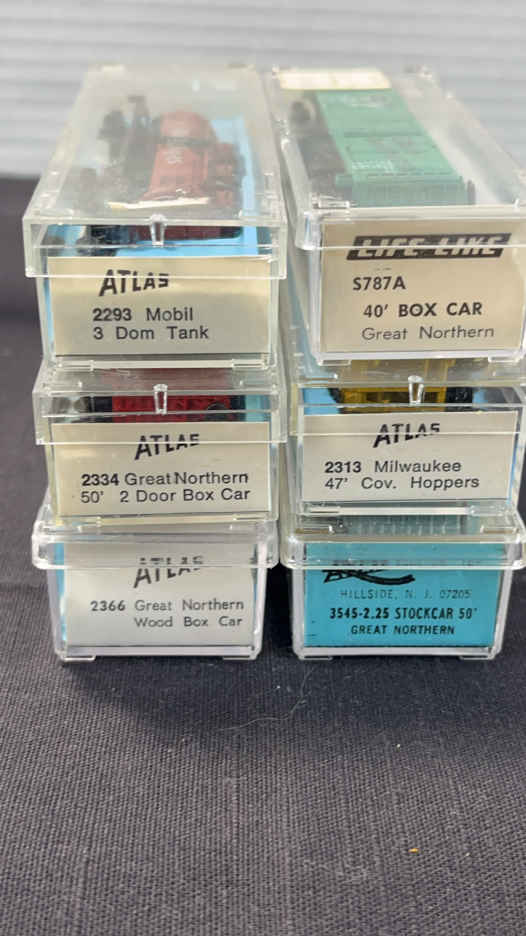 ATLAS
2293 Mobil
3 Dom Tank
LIFE-LIKE
S787A
40' BOX CAR
Great Northern
ATLAS
2334 Great Northern
50' 2 Door Box Car
ATLAS
2313 Milwaukee
47' Cov. Hoppers
ATLAS
2366 Great Northern
Wood Box Car
HILLSIDE, N. J. 07205
3545-2.25 STOCKCAR 50'
GREAT NORTHERN